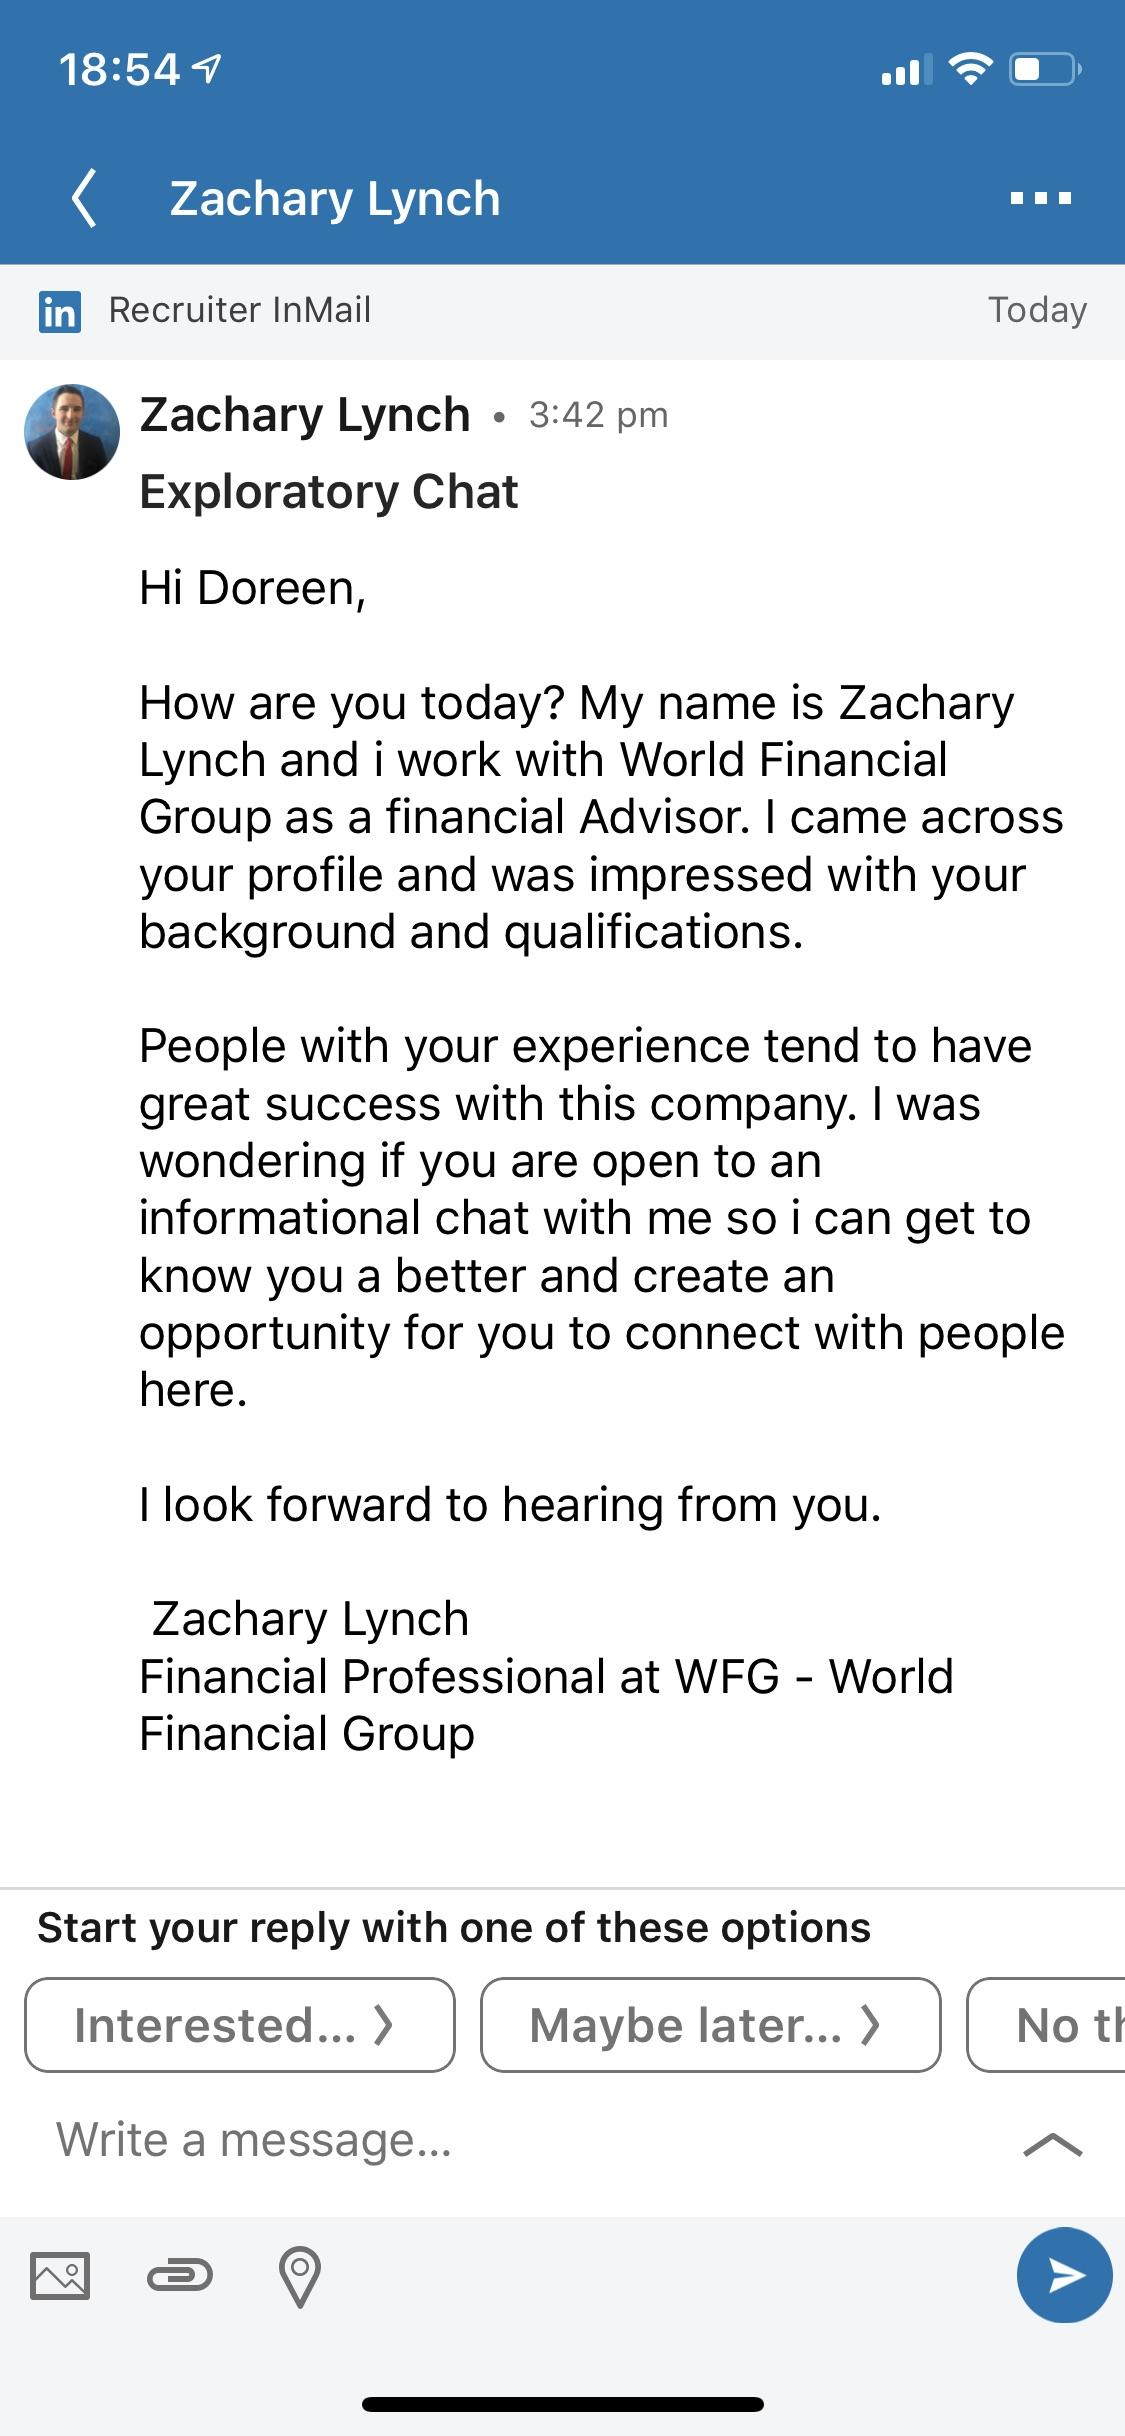 18:54
Zachary Lynch
in Recruiter InMail Today
Zachary Lynch • 3:42 pm
Exploratory Chat
Hi Doreen,
How are you today? My name is Zachary
Lynch and i work with World Financial
Group as a financial Advisor. I came across
your profile and was impressed with your
background and qualifications.
People with your experience tend to have
great success with this company. I was
wondering if you are open to an
informational chat with me so i can get to
know you a better and create an
opportunity for you to connect with people
here.
I look forward to hearing from you.
Zachary Lynch
Financial Professional at WFG - World
Financial Group
Start your reply with one of these options
Interested... Maybe later... No
Write a message...